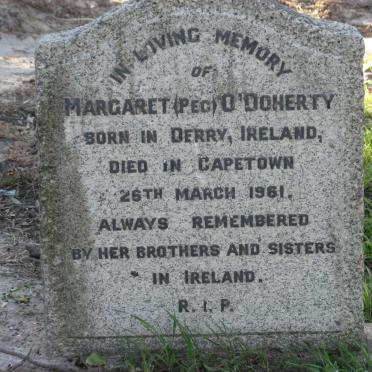 IN LOVING MEMORY
OF
MARGARET (PEG) O'DOHERTY
BORN IN DERRY, IRELAND,
DIED IN CAPETOWN
26TH MARCH 1961.
ALWAYS REMEMBERED
BY HER BROTHERS AND SISTERS
IN IRELAND.
R.I.P.